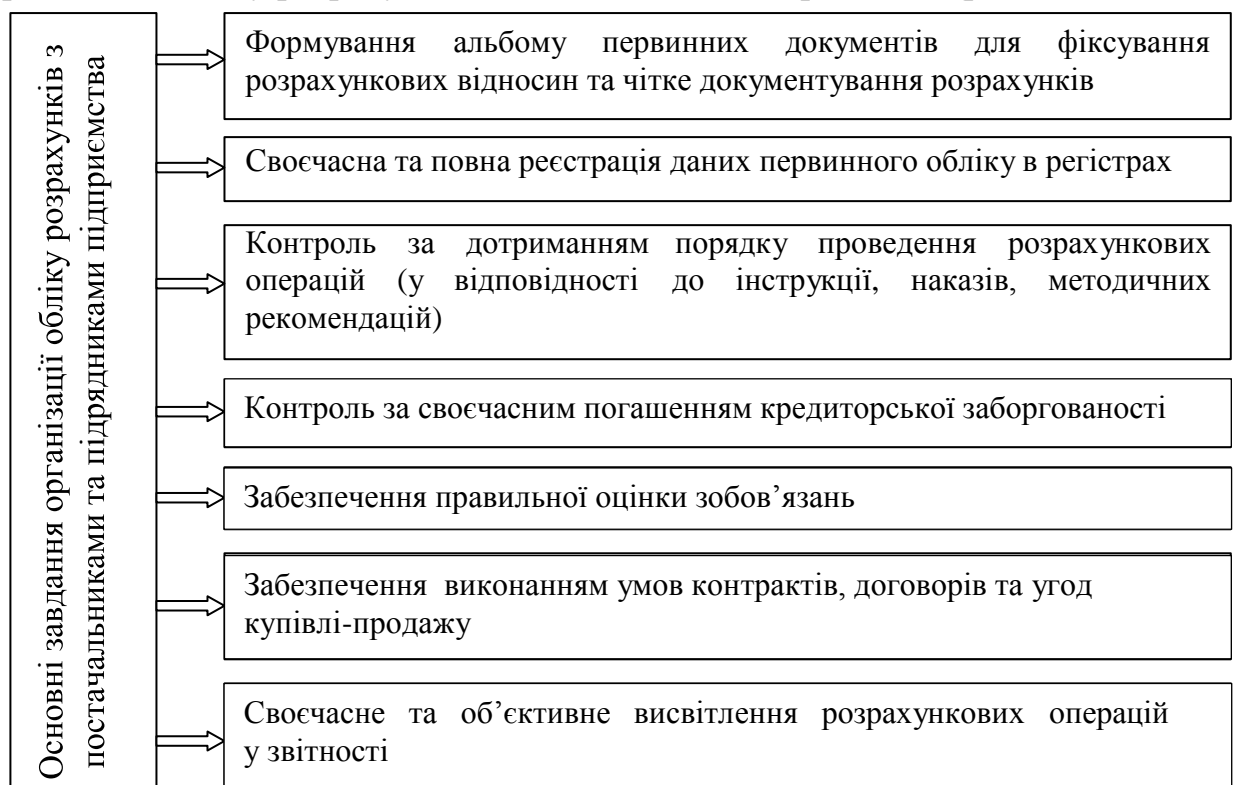 Основні завдання організації обліку розрахунків з
постачальниками та підрядниками підприємства
Формування альбому первинних документів для фіксування
розрахункових відносин та чітке документування розрахунків
Своєчасна та повна реєстрація даних первинного обліку в регістрах
Контроль за дотриманням порядку проведення розрахункових
операцій (у відповідності до інструкції, наказів, методичних
рекомендацій)
Контроль за своєчасним погашенням кредиторської заборгованості
Забезпечення правильної оцінки зобов’язань
Забезпечення виконанням умов контрактів, договорів та угод
купівлі-продажу
Своєчасне та об’єктивне висвітлення розрахункових операцій
у звітності